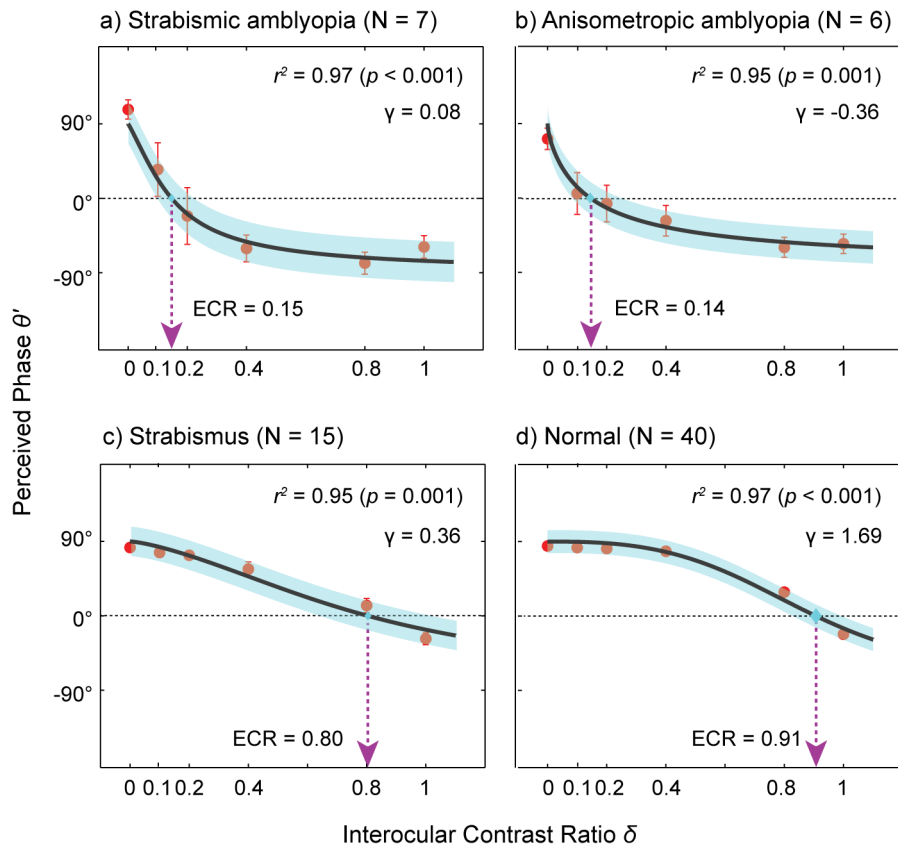 a) Strabismic amblyopia (N = 7)
r² = 0.97 (p < 0.001)
γ = 0.08
90°
0°
-90°
ECR = 0.15
0 0.1 0.2 0.4 0.8 1
b) Anisometropic amblyopia (N = 6)
r² = 0.95 (p = 0.001)
γ = -0.36
ECR = 0.14
0 0.1 0.2 0.4 0.8 1
Perceived Phase θ'
c) Strabismus (N = 15)
r² = 0.95 (p = 0.001)
γ = 0.36
90°
0°
-90°
ECR = 0.80
0 0.1 0.2 0.4 0.8 1
d) Normal (N = 40)
r² = 0.97 (p < 0.001)
γ = 1.69
ECR = 0.91
0 0.1 0.2 0.4 0.8 1
Interocular Contrast Ratio δ